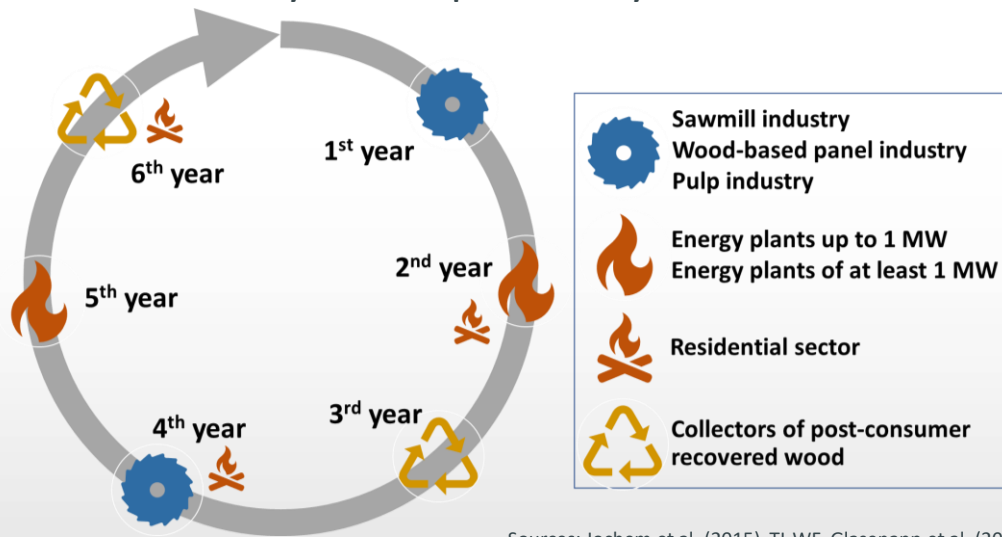 1st year
2nd year
3rd year
4th year
5th year
6th year
Sawmill industry
Wood-based panel industry
Pulp industry
Energy plants up to 1 MW
Energy plants of at least 1 MW
Residential sector
Collectors of post-consumer
recovered wood